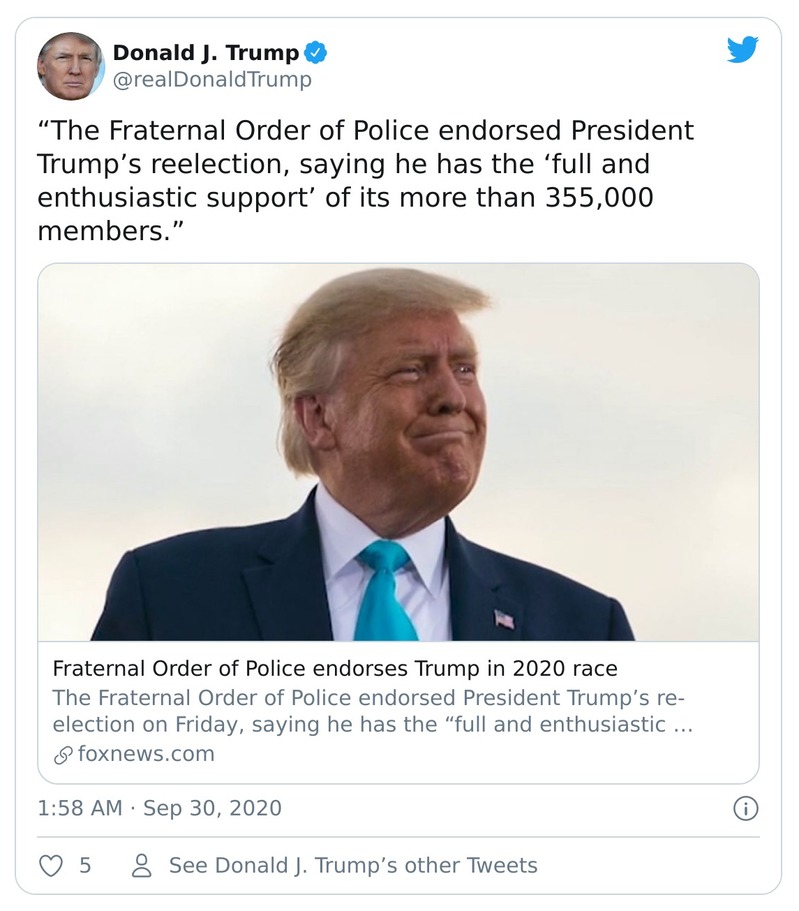 Donald J. Trump
@realDonaldTrump
“The Fraternal Order of Police endorsed President
Trump’s reelection, saying he has the ‘full and
enthusiastic support’ of its more than 355,000
members.”
Fraternal Order of Police endorses Trump in 2020 race
The Fraternal Order of Police endorsed President Trump’s re-
election on Friday, saying he has the “full and enthusiastic …
foxnews.com
1:58 AM · Sep 30, 2020
5 See Donald J. Trump’s other Tweets